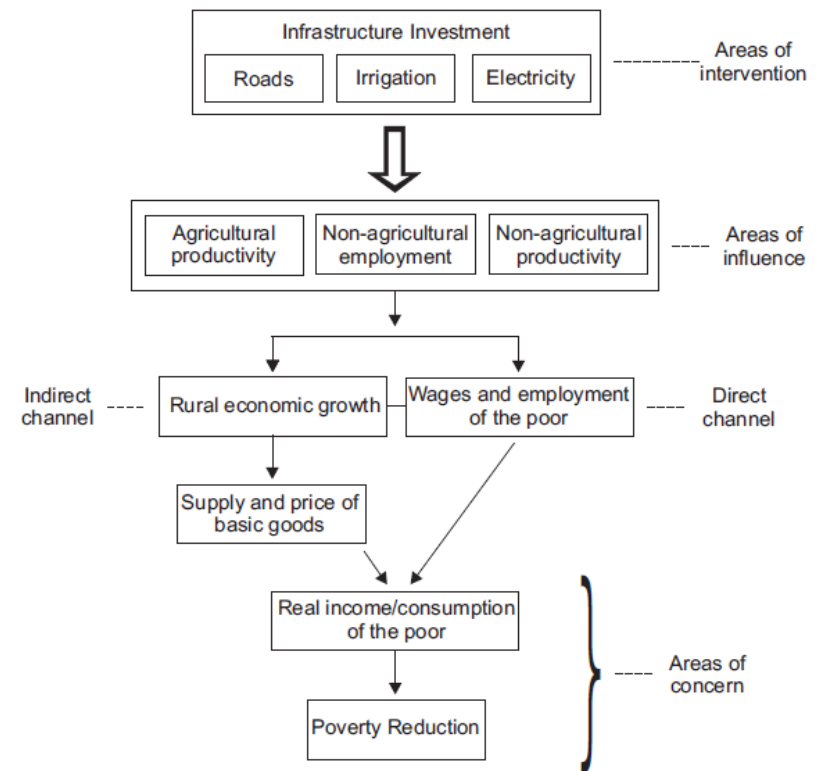 Infrastructure Investment
Roads
Irrigation
Electricity
Areas of
intervention
Agricultural
productivity
Non-agricultural
employment
Non-agricultural
productivity
Areas of
influence
Indirect
channel
Rural economic growth
Wages and employment
of the poor
Direct
channel
Supply and price of
basic goods
Real income/consumption
of the poor
Areas of
concern
Poverty Reduction